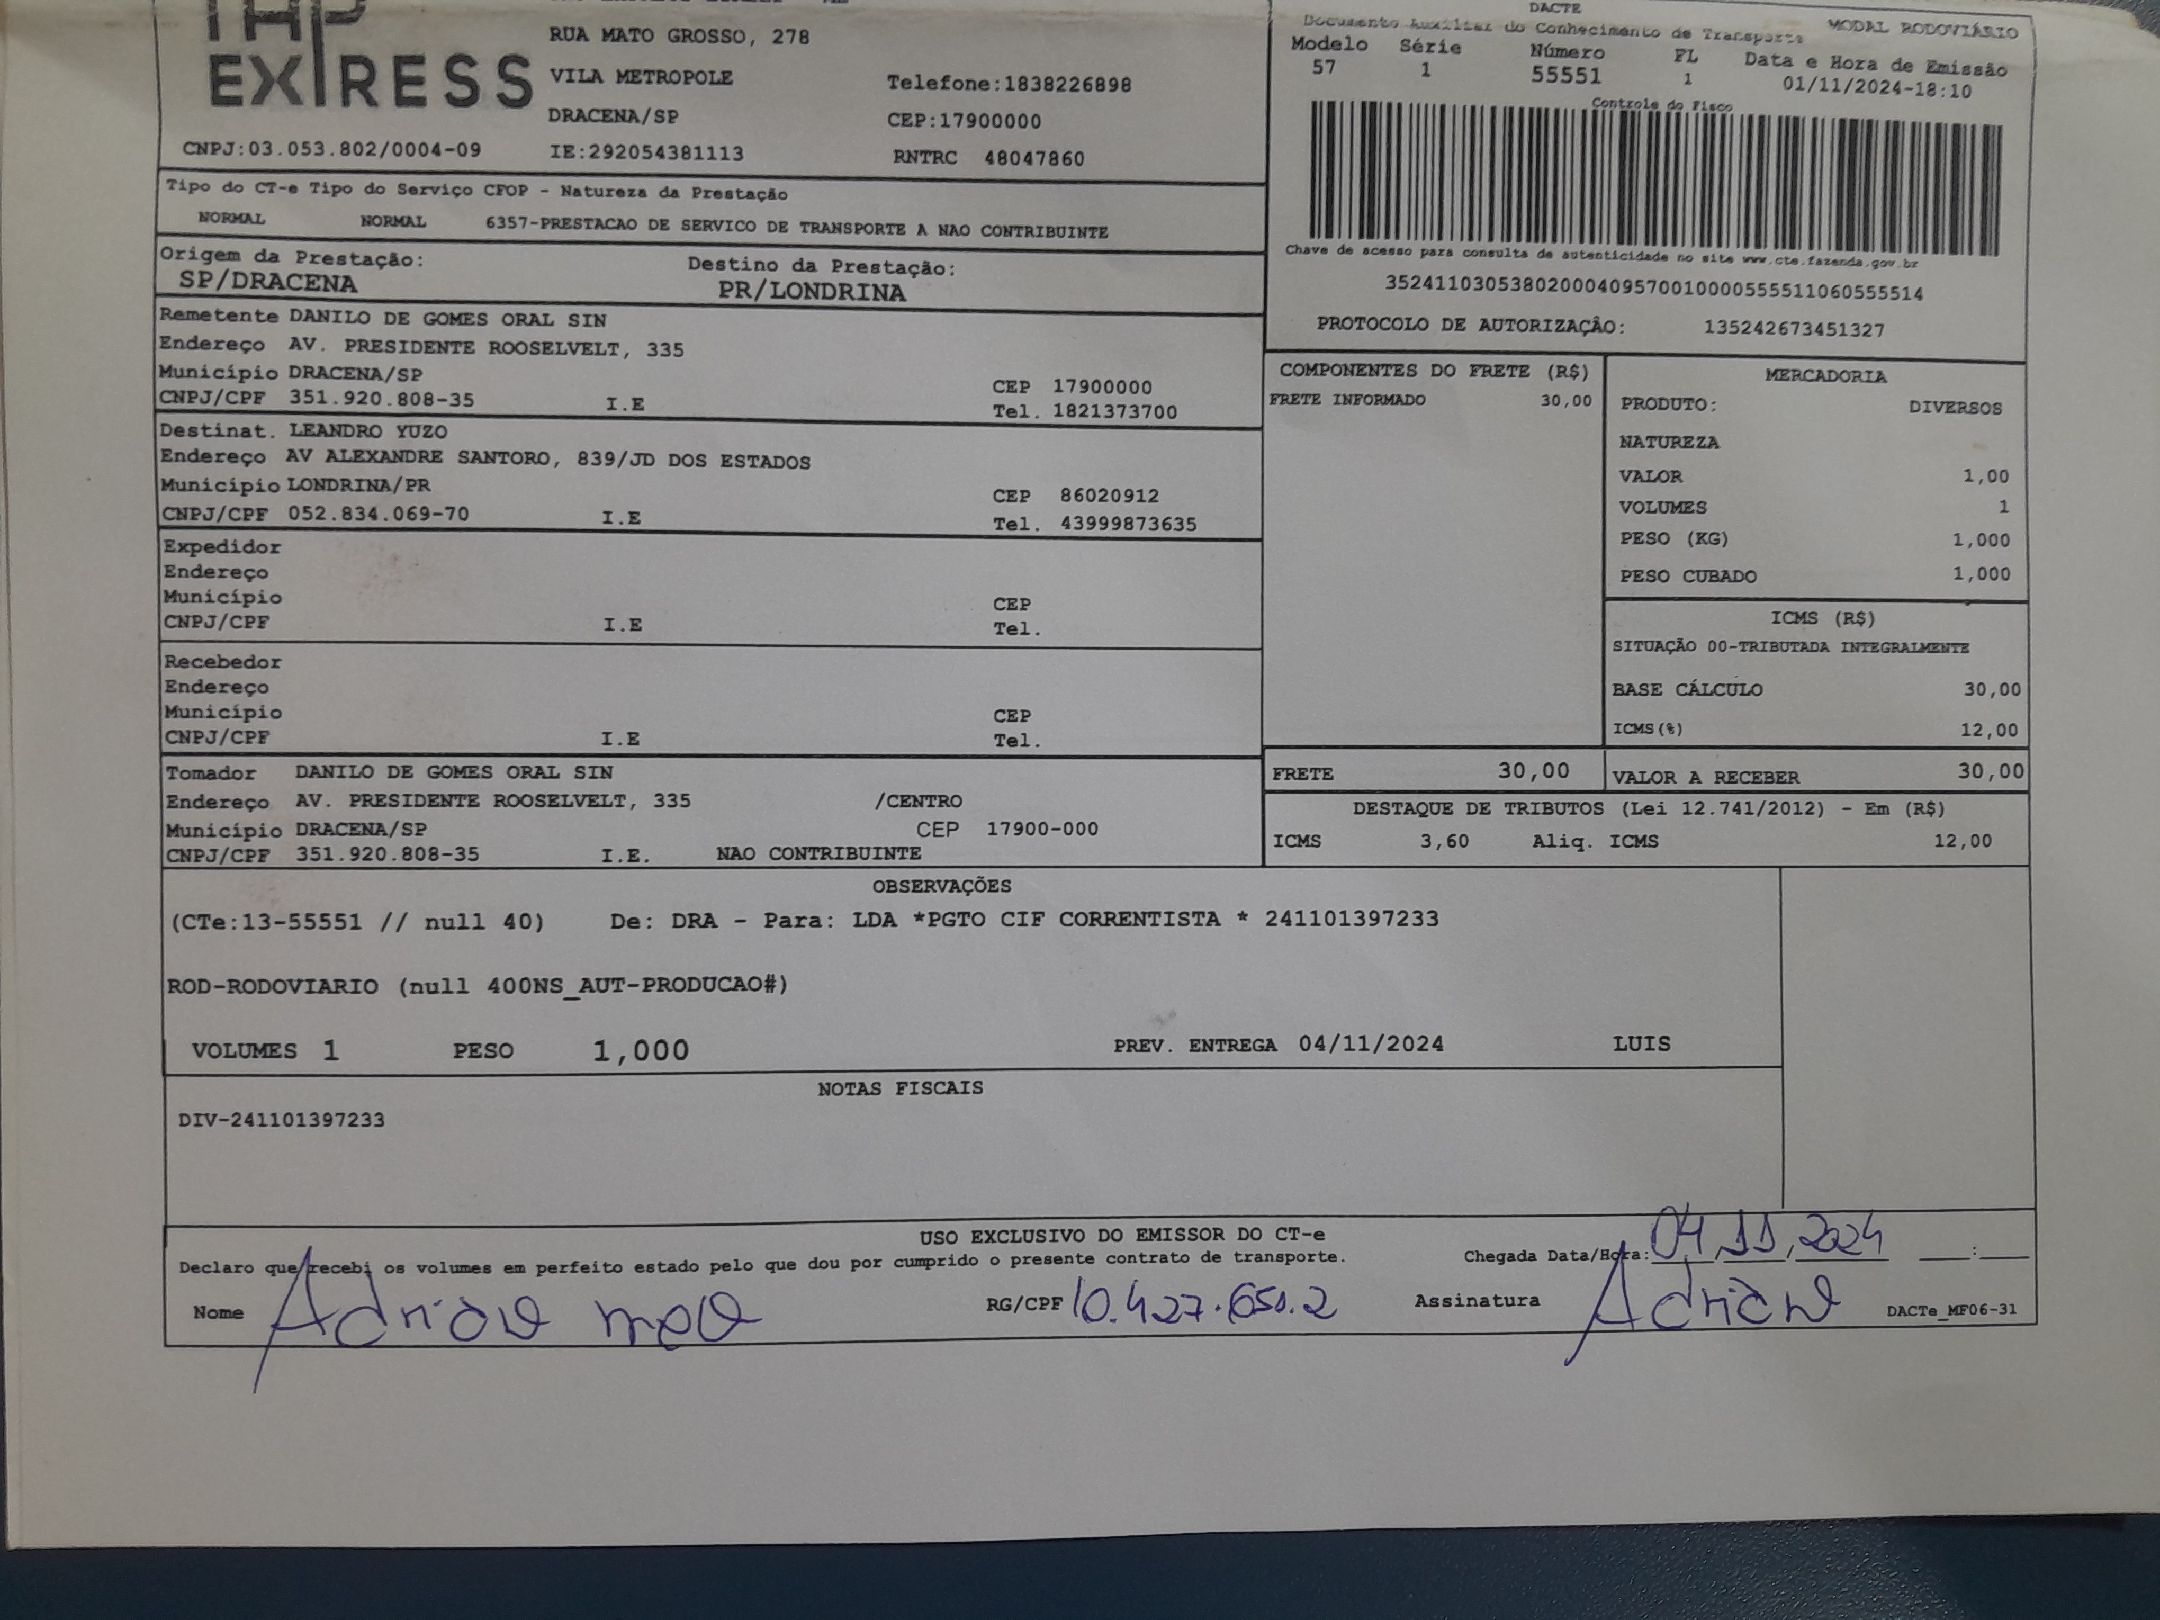 EXPRESS
RUA MATO GROSSO, 278
VILA METROPOLE
Telefone:1838226898
DRACENA/SP
CEP:17900000
CNPJ:03.053.802/0004-09
IE:292054381113
RNTRC 48047860
DACTE
Documento Auxiliar do Conhecimento de Transporte
MODAL RODOVIÁRIO
Modelo Série Número FL Data e Hora de Emissão
57 1 55551 1 01/11/2024-18:10
Controle do Fisco
Chave de acesso para consulta de autenticidade no site www.cte.fazenda.gov.br
35241103053802000409570010000555511060555514
PROTOCOLO DE AUTORIZAÇÂO: 135242673451327
Tipo do CT-e Tipo do Serviço CFOP - Natureza da Prestação
NORMAL NORMAL 6357-PRESTACAO DE SERVICO DE TRANSPORTE A NAO CONTRIBUINTE
Origem da Prestação: Destino da Prestação:
SP/DRACENA PR/LONDRINA
Remetente DANILO DE GOMES ORAL SIN
Endereço AV. PRESIDENTE ROOSELVELT, 335
Município DRACENA/SP CEP 17900000
CNPJ/CPF 351.920.808-35 I.E Tel. 1821373700
Destinat. LEANDRO YUZO
Endereço AV ALEXANDRE SANTORO, 839/JD DOS ESTADOS
Município LONDRINA/PR CEP 86020912
CNPJ/CPF 052.834.069-70 I.E Tel. 43999873635
Expedidor
Endereço
Município CEP
CNPJ/CPF I.E Tel.
Recebedor
Endereço
Município CEP
CNPJ/CPF I.E Tel.
Tomador DANILO DE GOMES ORAL SIN
Endereço AV. PRESIDENTE ROOSELVELT, 335 /CENTRO
Município DRACENA/SP CEP 17900-000
CNPJ/CPF 351.920.808-35 I.E. NAO CONTRIBUINTE
COMPONENTES DO FRETE (R$)
FRETE INFORMADO 30,00
MERCADORIA
PRODUTO: DIVERSOS
NATUREZA
VALOR 1,00
VOLUMES 1
PESO (KG) 1,000
PESO CUBADO 1,000
ICMS (R$)
SITUAÇÃO 00-TRIBUTADA INTEGRALMENTE
BASE CÁLCULO 30,00
ICMS(%) 12,00
FRETE 30,00 VALOR A RECEBER 30,00
DESTAQUE DE TRIBUTOS (Lei 12.741/2012) - Em (R$)
ICMS 3,60 Aliq. ICMS 12,00
OBSERVAÇÕES
(CTe:13-55551 // null 40) De: DRA - Para: LDA *PGTO CIF CORRENTISTA * 241101397233
ROD-RODOVIARIO (null 400NS_AUT-PRODUCAO#)
VOLUMES 1 PESO 1,000 PREV. ENTREGA 04/11/2024 LUIS
NOTAS FISCAIS
DIV-241101397233
USO EXCLUSIVO DO EMISSOR DO CT-e
Declaro que recebi os volumes em perfeito estado pelo que dou por cumprido o presente contrato de transporte. Chegada Data/Hora: 04,11,2024 __:__
Nome RG/CPF 10.427.650.2 Assinatura DACTe_MF06-31